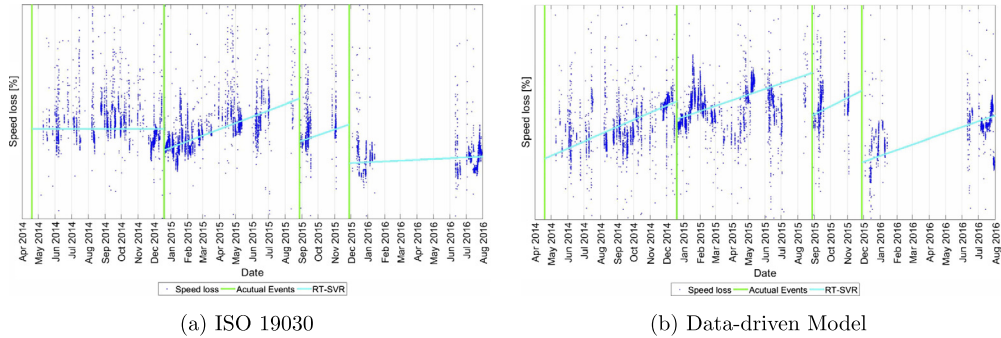 Speed loss [%]
Apr 2014
May 2014
Jun 2014
Jul 2014
Aug 2014
Sep 2014
Oct 2014
Nov 2014
Dec 2014
Jan 2015
Feb 2015
Mar 2015
Apr 2015
May 2015
Jun 2015
Jul 2015
Aug 2015
Sep 2015
Oct 2015
Nov 2015
Dec 2015
Jan 2016
Feb 2016
Mar 2016
Apr 2016
May 2016
Jun 2016
Jul 2016
Aug 2016
Date
Speed loss Acutual Events RT-SVR
(a) ISO 19030
Speed loss [%]
Apr 2014
May 2014
Jun 2014
Jul 2014
Aug 2014
Sep 2014
Oct 2014
Nov 2014
Dec 2014
Jan 2015
Feb 2015
Mar 2015
Apr 2015
May 2015
Jun 2015
Jul 2015
Aug 2015
Sep 2015
Oct 2015
Nov 2015
Dec 2015
Jan 2016
Feb 2016
Mar 2016
Apr 2016
May 2016
Jun 2016
Jul 2016
Aug 2016
Date
Speed loss Acutual Events RT-SVR
(b) Data-driven Model